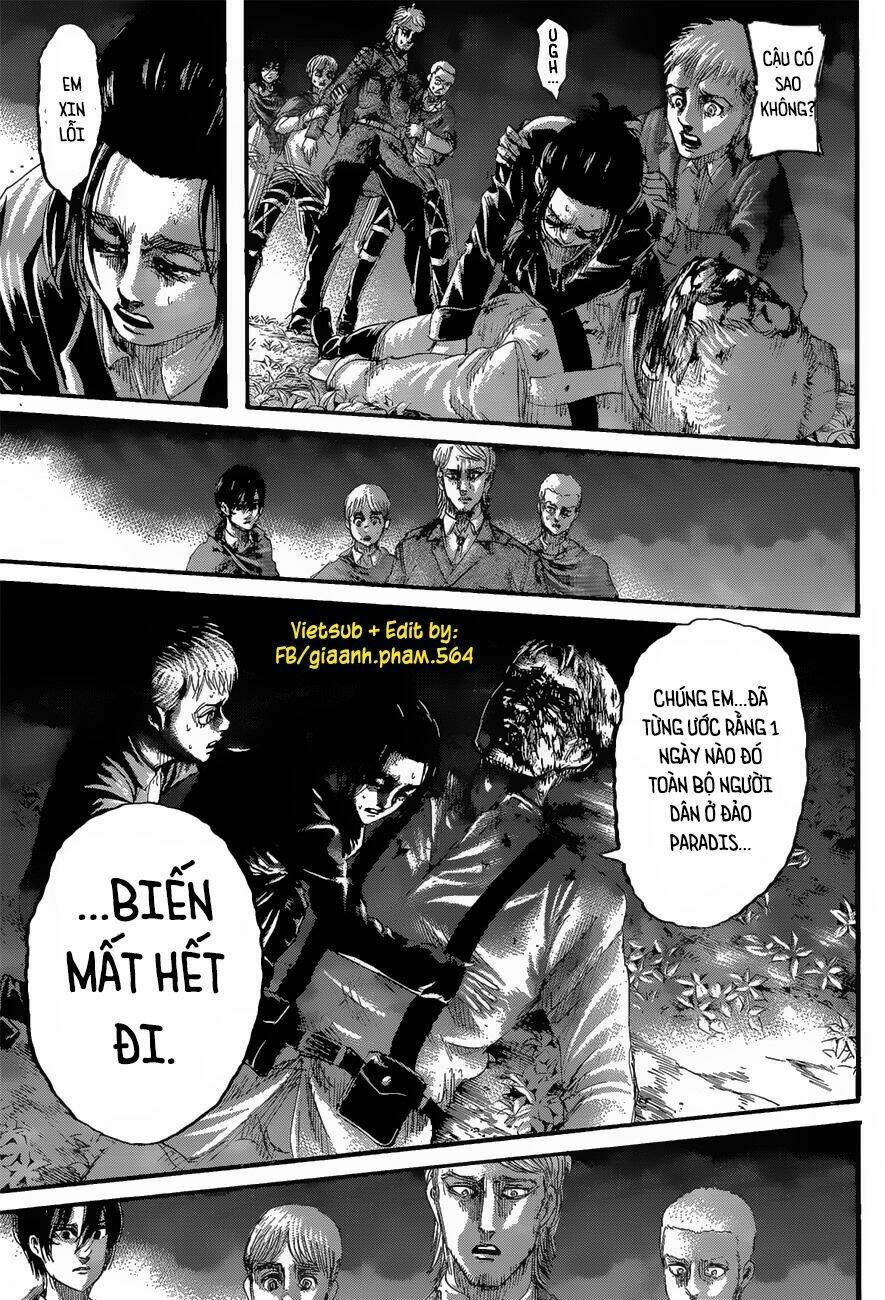 EM
XIN
LỖI
UGH...
CẬU CÓ
SAO
KHÔNG?
Vietsub + Edit by:
FB/giaanh.pham.564
CHÚNG EM...ĐÃ
TỪNG ƯỚC RẰNG 1
NGÀY NÀO ĐÓ
TOÀN BỘ NGƯỜI
DÂN Ở ĐẢO
PARADIS...
...BIẾN
MẤT HẾT
ĐI.